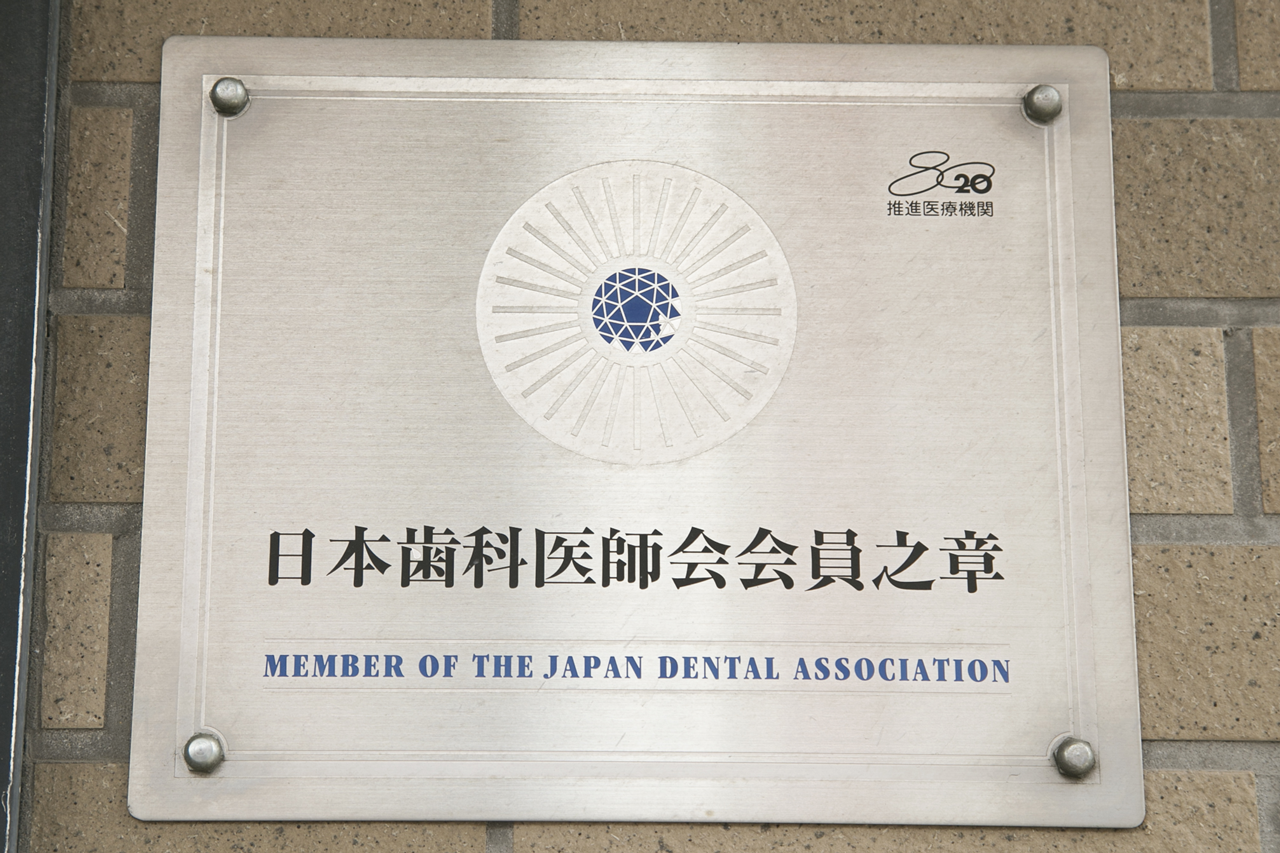 8020
推進医療機関
日本歯科医師会会員之章
MEMBER OF THE JAPAN DENTAL ASSOCIATION